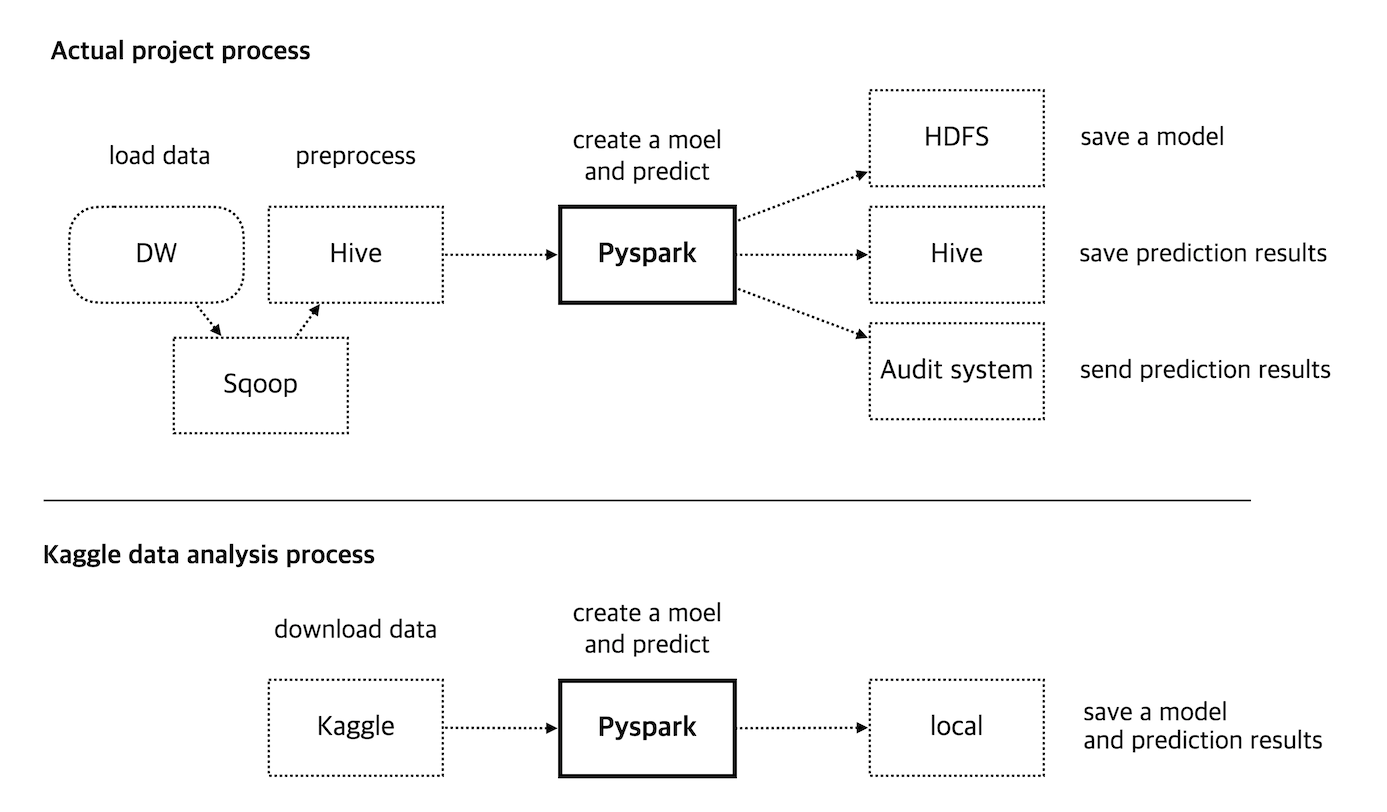 Actual project process
load data
preprocess
create a moel
and predict
DW
Hive
Sqoop
Pyspark
HDFS
save a model
Hive
save prediction results
Audit system
send prediction results
Kaggle data analysis process
download data
create a moel
and predict
Kaggle
Pyspark
local
save a model
and prediction results